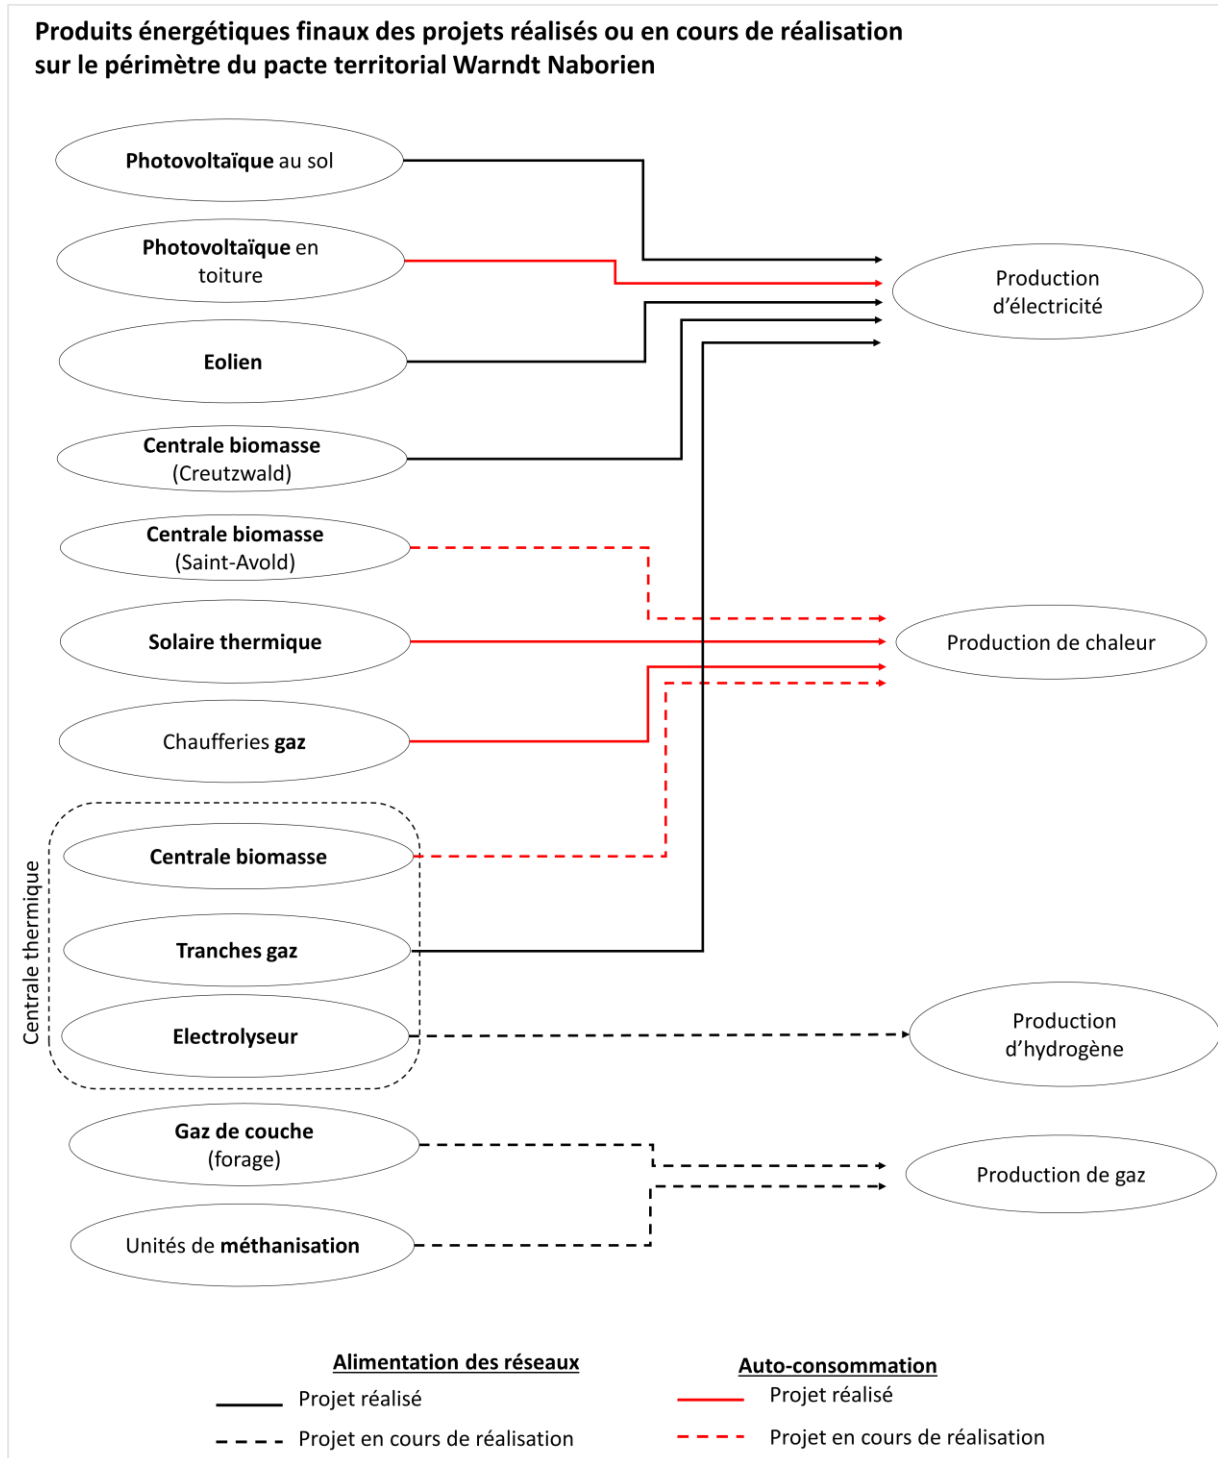 Produits énergétiques finaux des projets réalisés ou en cours de réalisation
sur le périmètre du pacte territorial Warndt Naborien
Photovoltaïque au sol
Photovoltaïque en
toiture
Eolien
Centrale biomasse
(Creutzwald)
Centrale biomasse
(Saint-Avold)
Solaire thermique
Chaufferies gaz
Centrale thermique
Centrale biomasse
Tranches gaz
Electrolyseur
Gaz de couche
(forage)
Unités de méthanisation
Production
d’électricité
Production de chaleur
Production
d’hydrogène
Production de gaz
Alimentation des réseaux
Projet réalisé
Projet en cours de réalisation
Auto-consommation
Projet réalisé
Projet en cours de réalisation